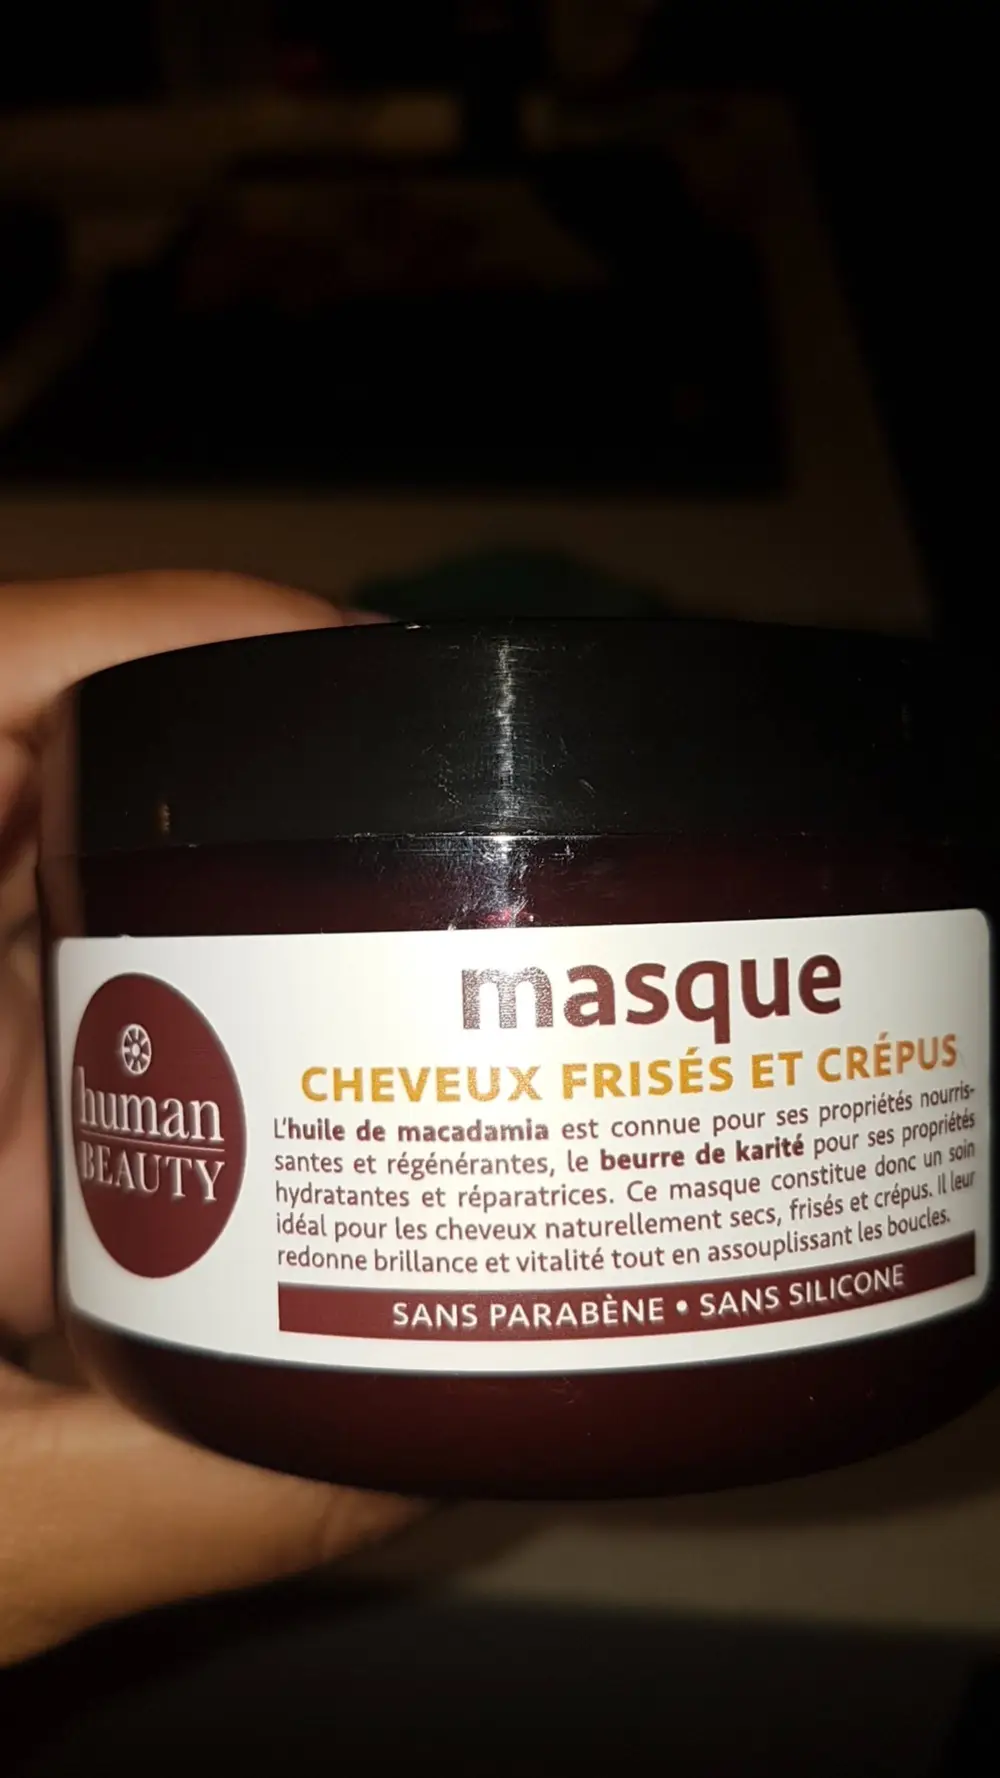 human
BEAUTY
masque
CHEVEUX FRISÉS ET CRÉPUS
L'huile de macadamia est connue pour ses propriétés nourris-
santes et régénérantes, le beurre de karité pour ses propriétés
hydratantes et réparatrices. Ce masque constitue donc un soin
idéal pour les cheveux naturellement secs, frisés et crépus. Il leur
redonne brillance et vitalité tout en assouplissant les boucles.
SANS PARABÈNE • SANS SILICONE